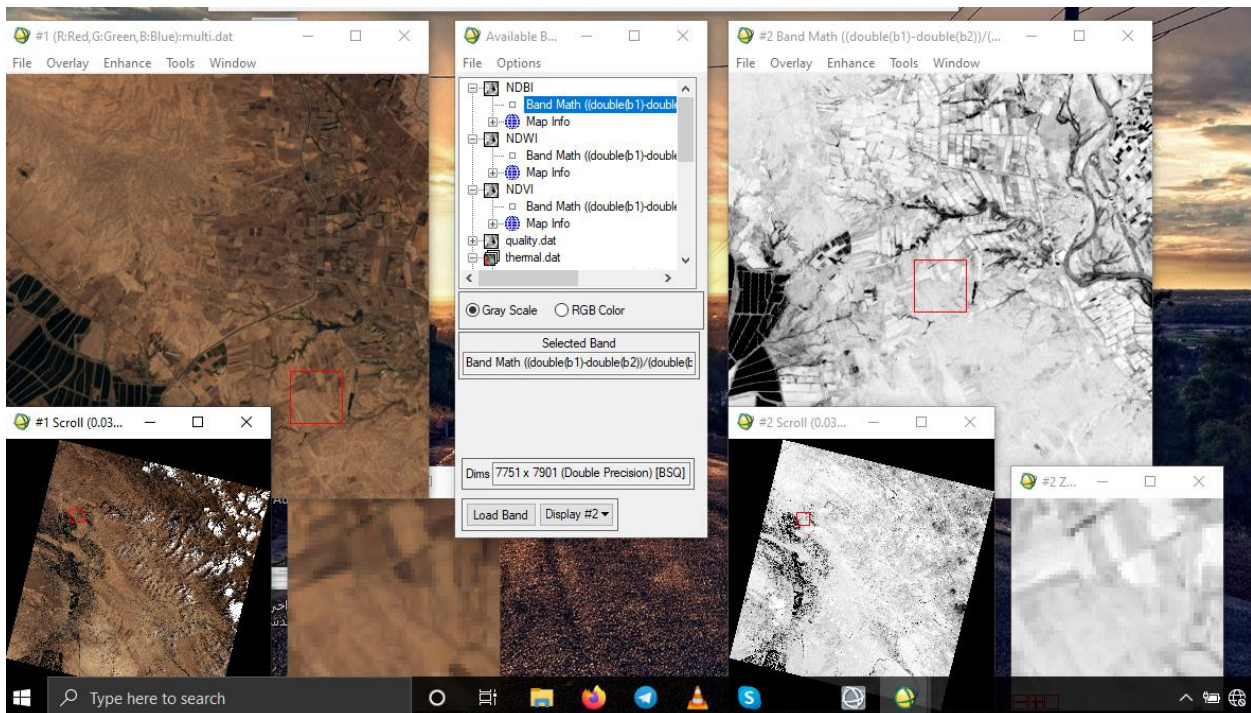 #1 (R:Red,G:Green,B:Blue):multi.dat
File Overlay Enhance Tools Window
#1 Scroll (0.03...
Available B...
File Options
NDBI
Band Math ((double(b1)-double
Map Info
NDWI
Band Math ((double(b1)-double
Map Info
NDVI
Band Math ((double(b1)-double
Map Info
quality.dat
thermal.dat
Gray Scale RGB Color
Selected Band
Band Math ((double(b1)-double(b2))/(double(b
Dims 7751 x 7901 (Double Precision) [BSQ]
Load Band Display #2
#2 Band Math ((double(b1)-double(b2))/(...
File Overlay Enhance Tools Window
#2 Scroll (0.03...
#2 Z...
Type here to search